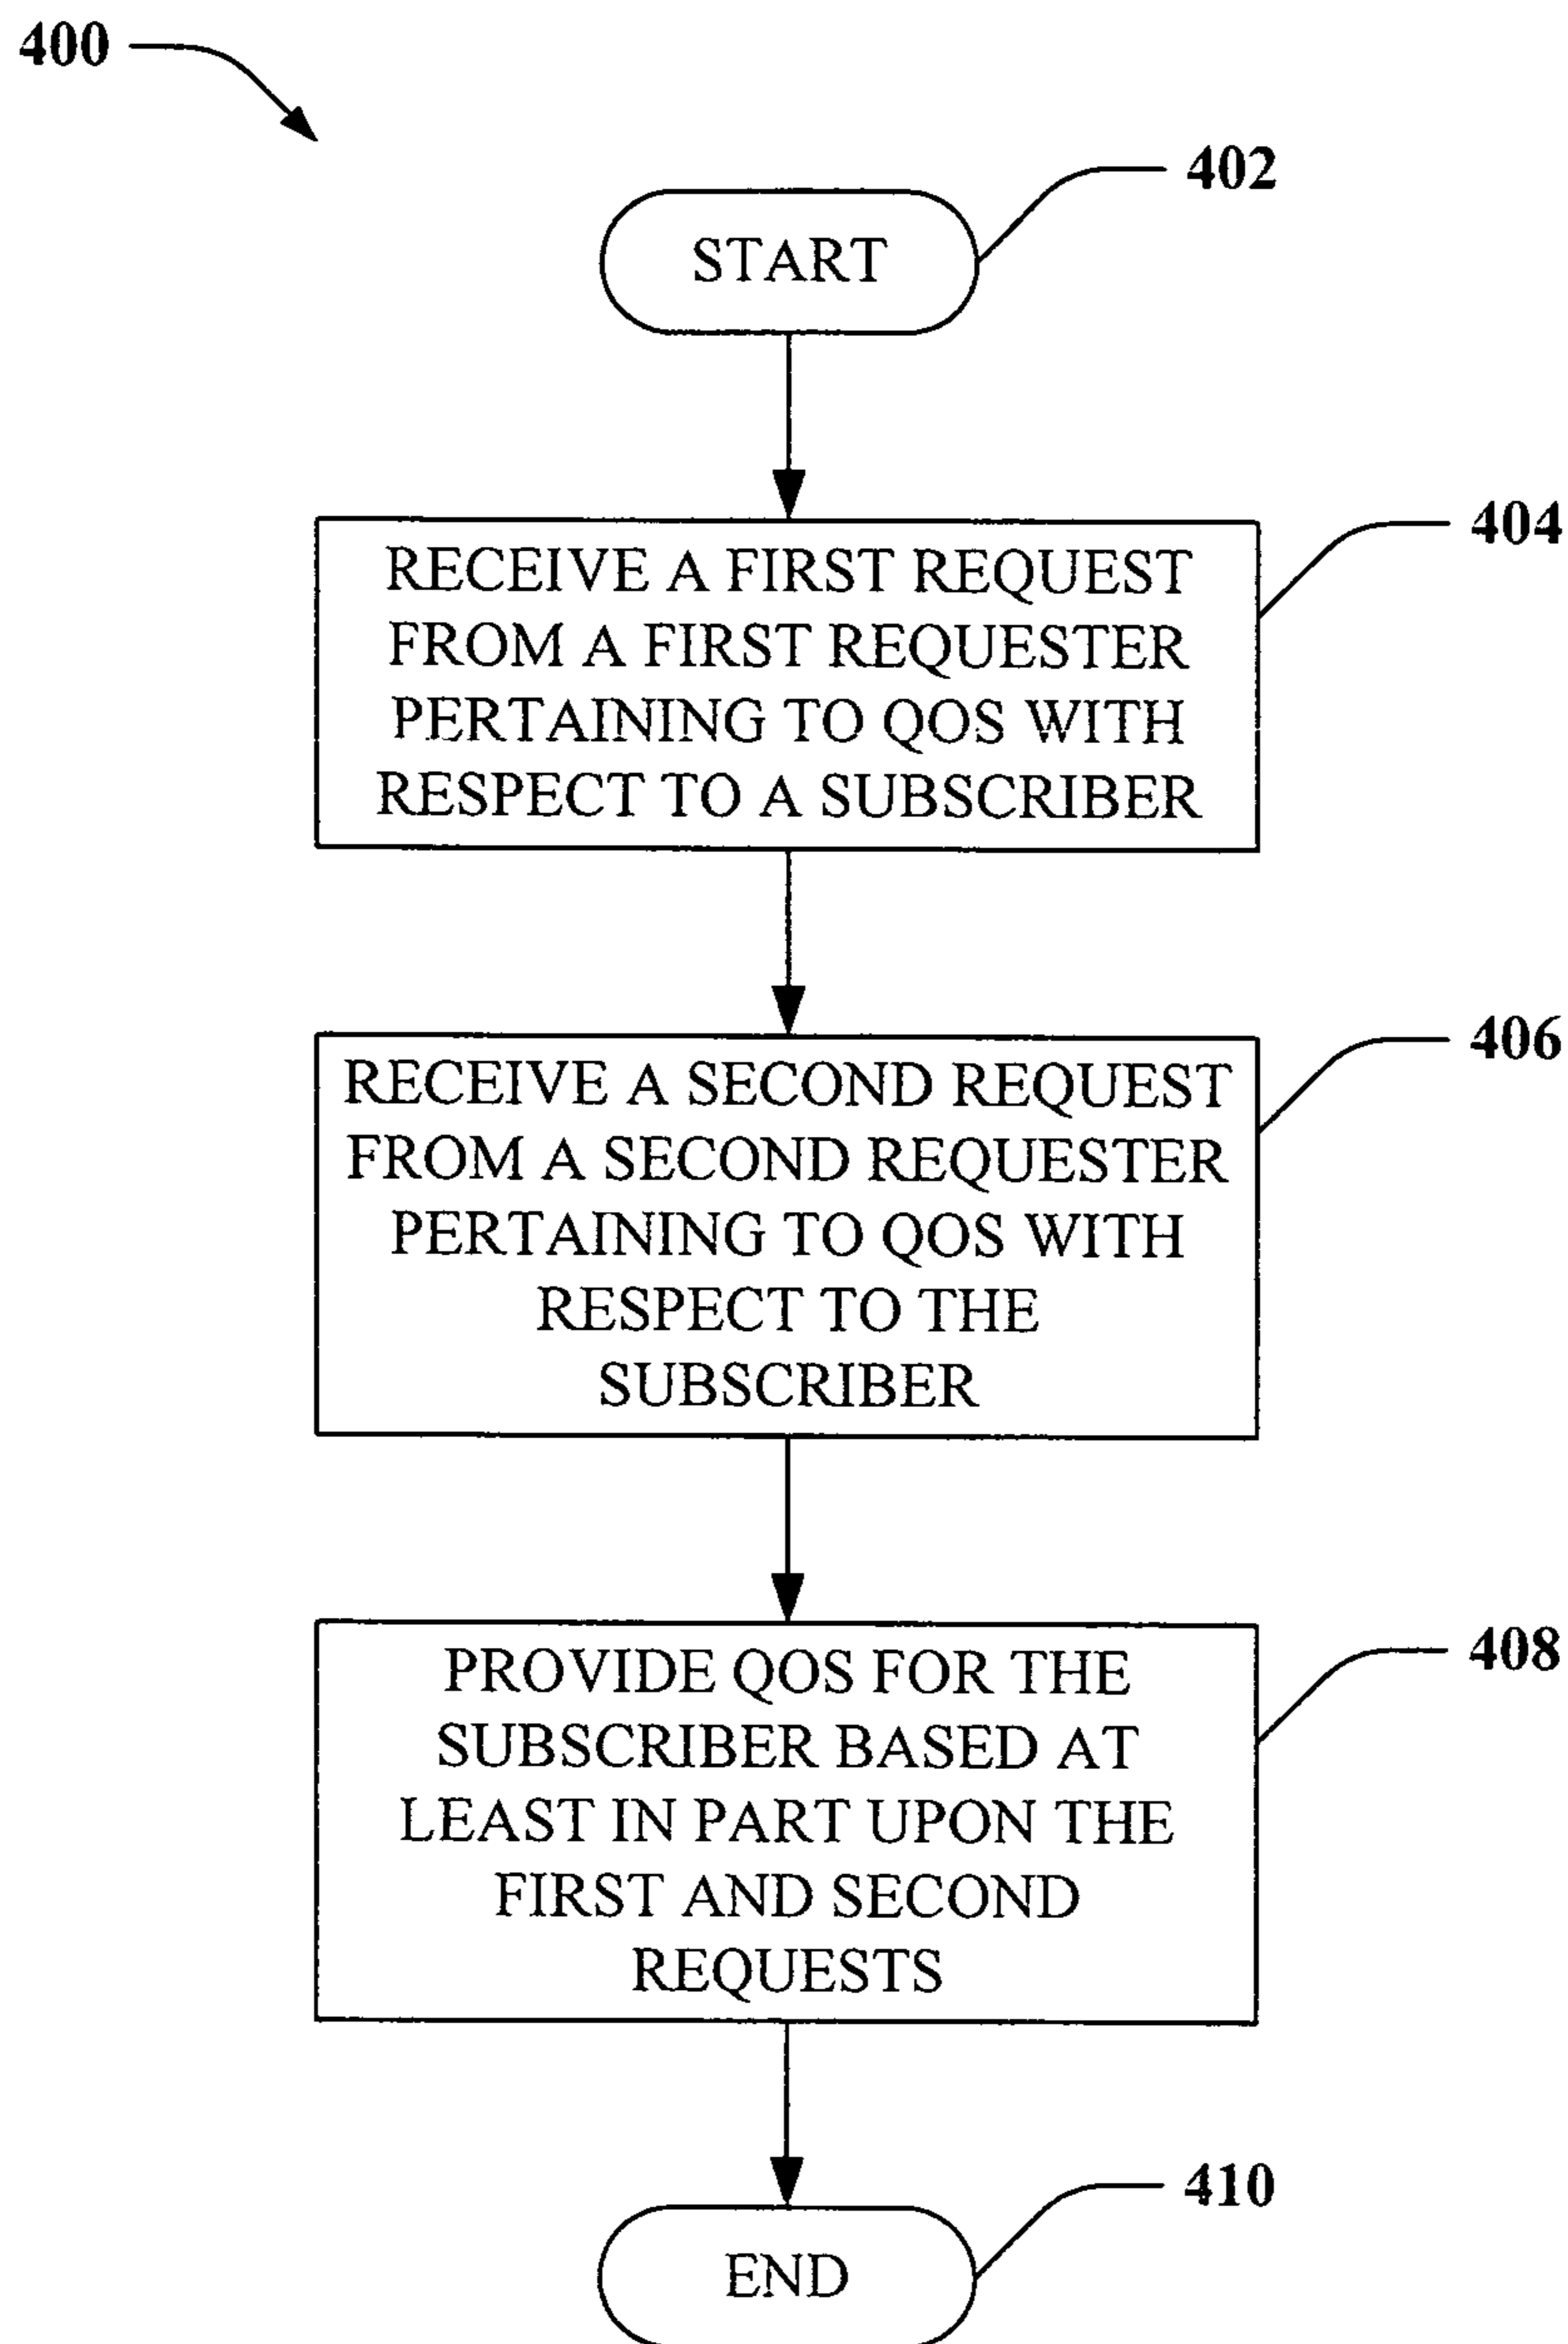 400
402
START
404
RECEIVE A FIRST REQUEST
FROM A FIRST REQUESTER
PERTAINING TO QOS WITH
RESPECT TO A SUBSCRIBER
406
RECEIVE A SECOND REQUEST
FROM A SECOND REQUESTER
PERTAINING TO QOS WITH
RESPECT TO THE
SUBSCRIBER
408
PROVIDE QOS FOR THE
SUBSCRIBER BASED AT
LEAST IN PART UPON THE
FIRST AND SECOND
REQUESTS
410
END